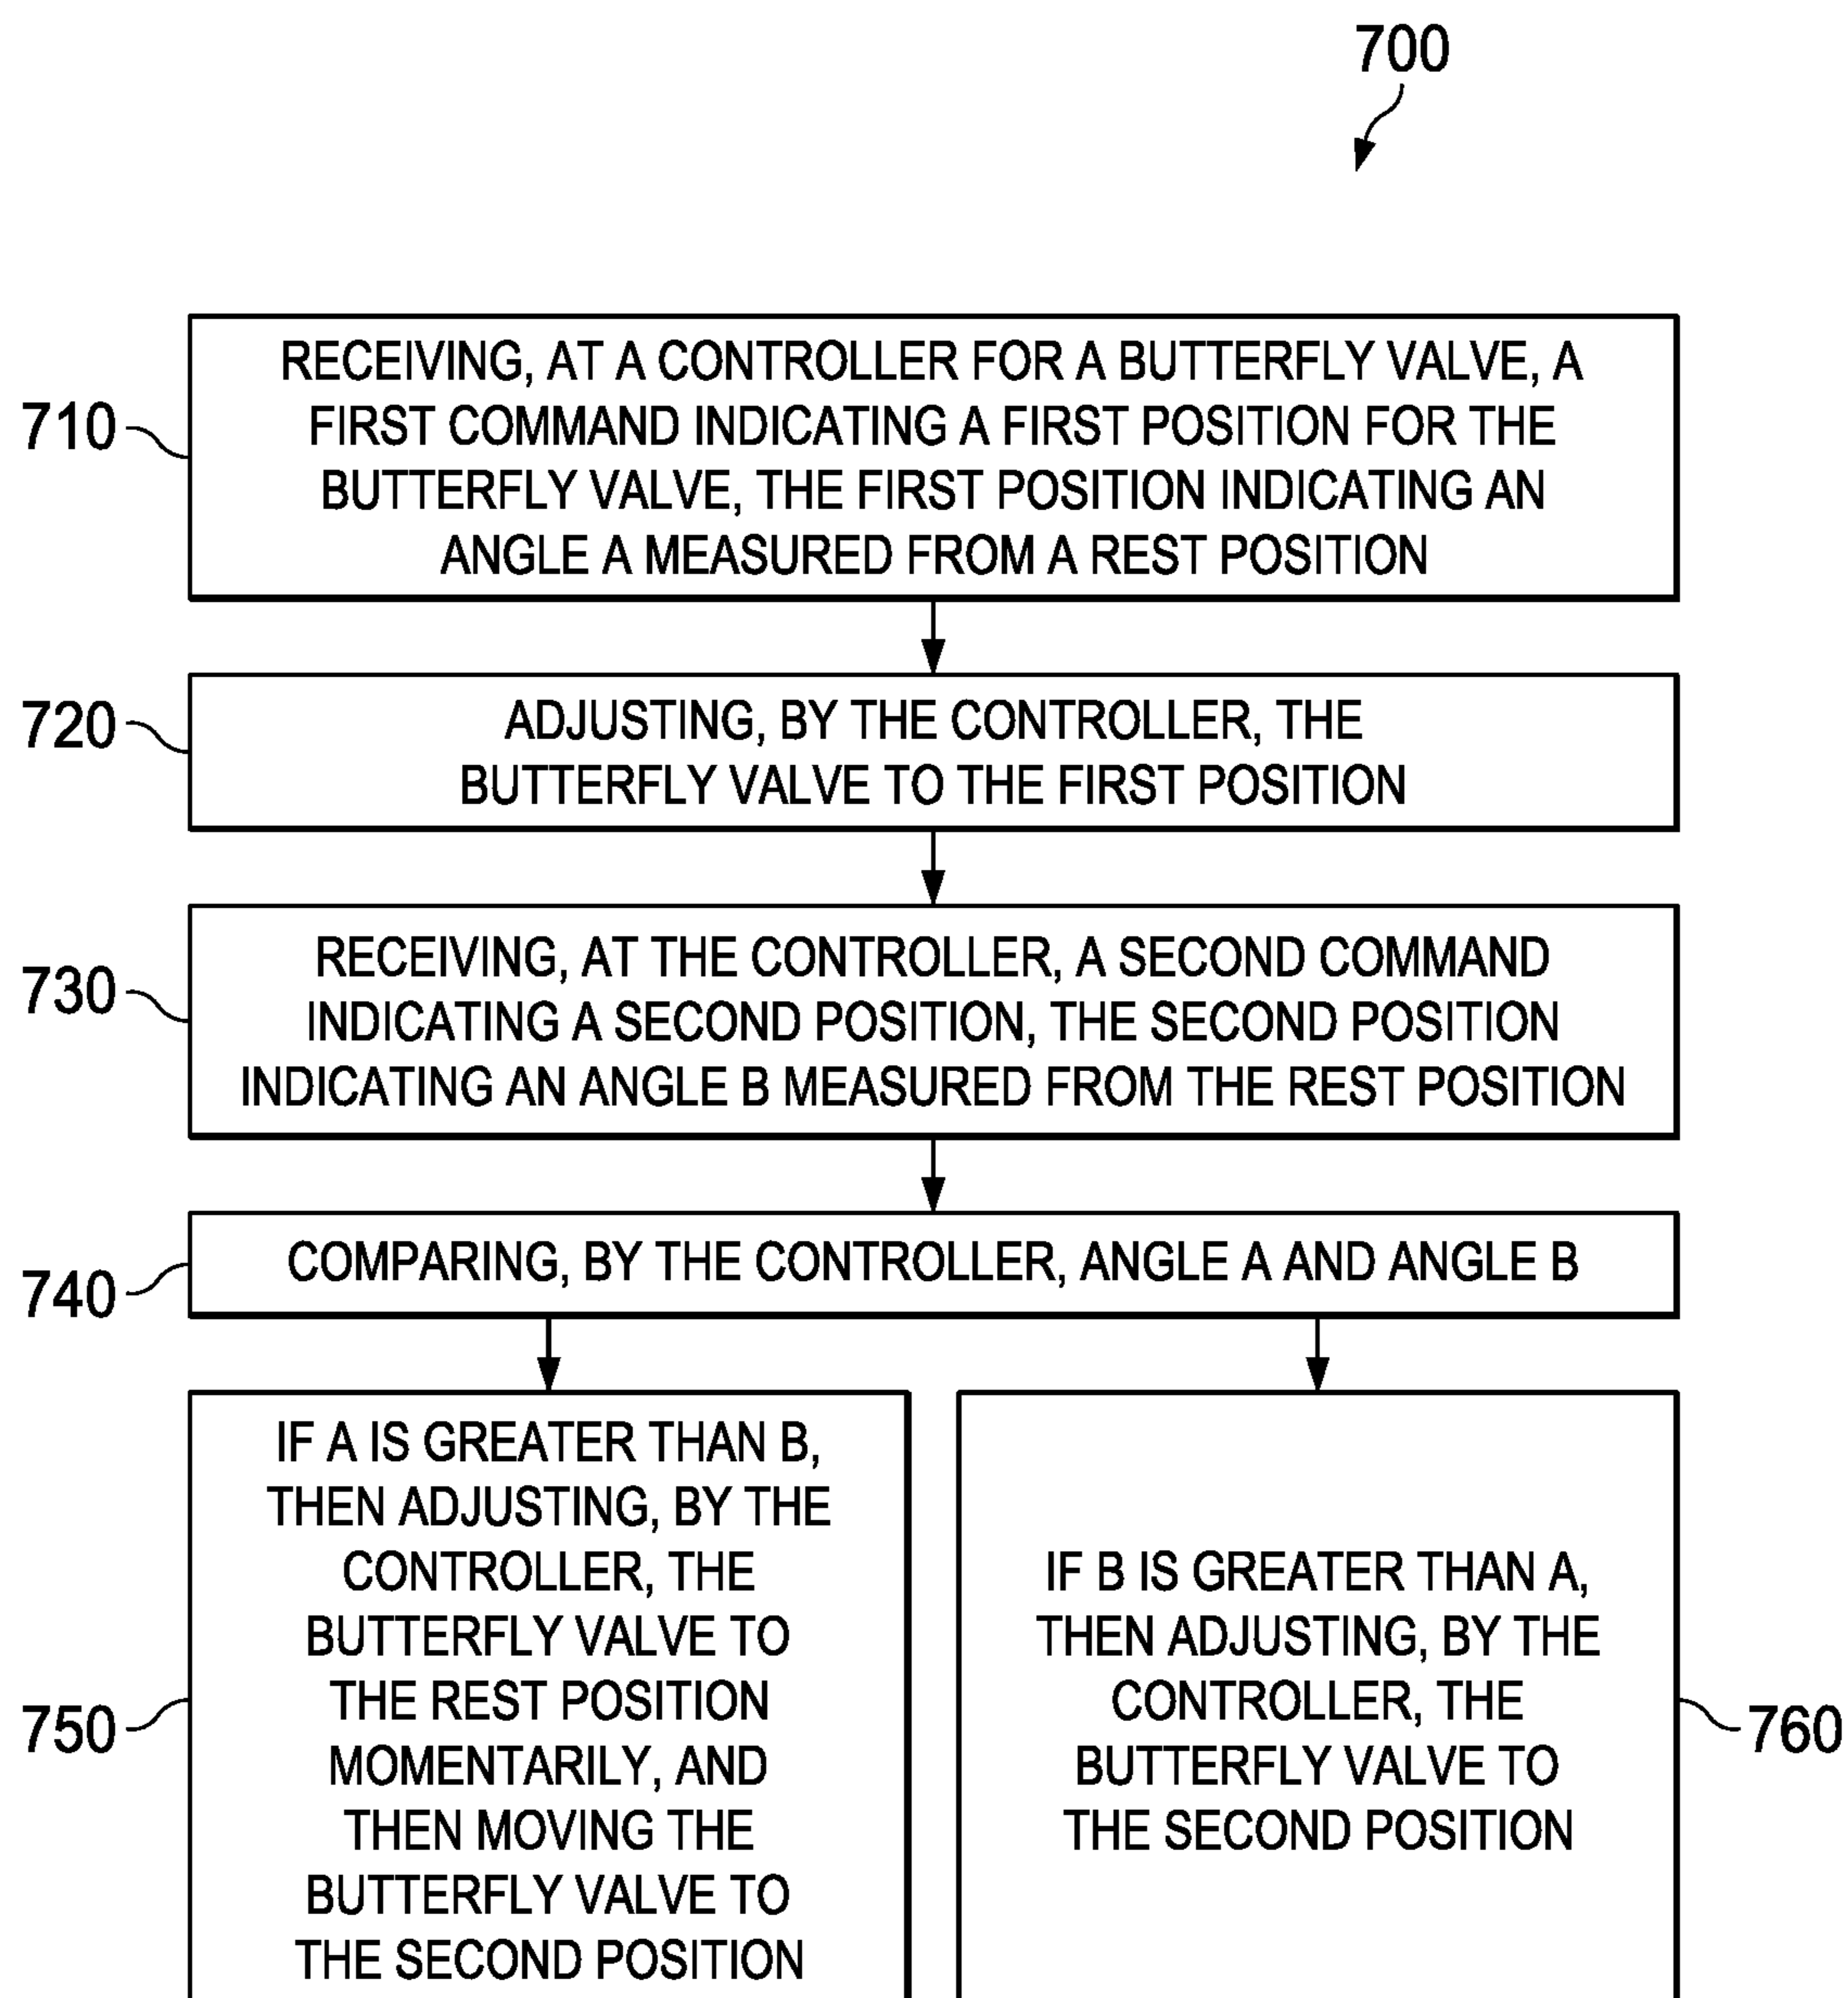 700
710
RECEIVING, AT A CONTROLLER FOR A BUTTERFLY VALVE, A
FIRST COMMAND INDICATING A FIRST POSITION FOR THE
BUTTERFLY VALVE, THE FIRST POSITION INDICATING AN
ANGLE A MEASURED FROM A REST POSITION
720
ADJUSTING, BY THE CONTROLLER, THE
BUTTERFLY VALVE TO THE FIRST POSITION
730
RECEIVING, AT THE CONTROLLER, A SECOND COMMAND
INDICATING A SECOND POSITION, THE SECOND POSITION
INDICATING AN ANGLE B MEASURED FROM THE REST POSITION
740
COMPARING, BY THE CONTROLLER, ANGLE A AND ANGLE B
750
IF A IS GREATER THAN B,
THEN ADJUSTING, BY THE
CONTROLLER, THE
BUTTERFLY VALVE TO
THE REST POSITION
MOMENTARILY, AND
THEN MOVING THE
BUTTERFLY VALVE TO
THE SECOND POSITION
IF B IS GREATER THAN A,
THEN ADJUSTING, BY THE
CONTROLLER, THE
BUTTERFLY VALVE TO
THE SECOND POSITION
760